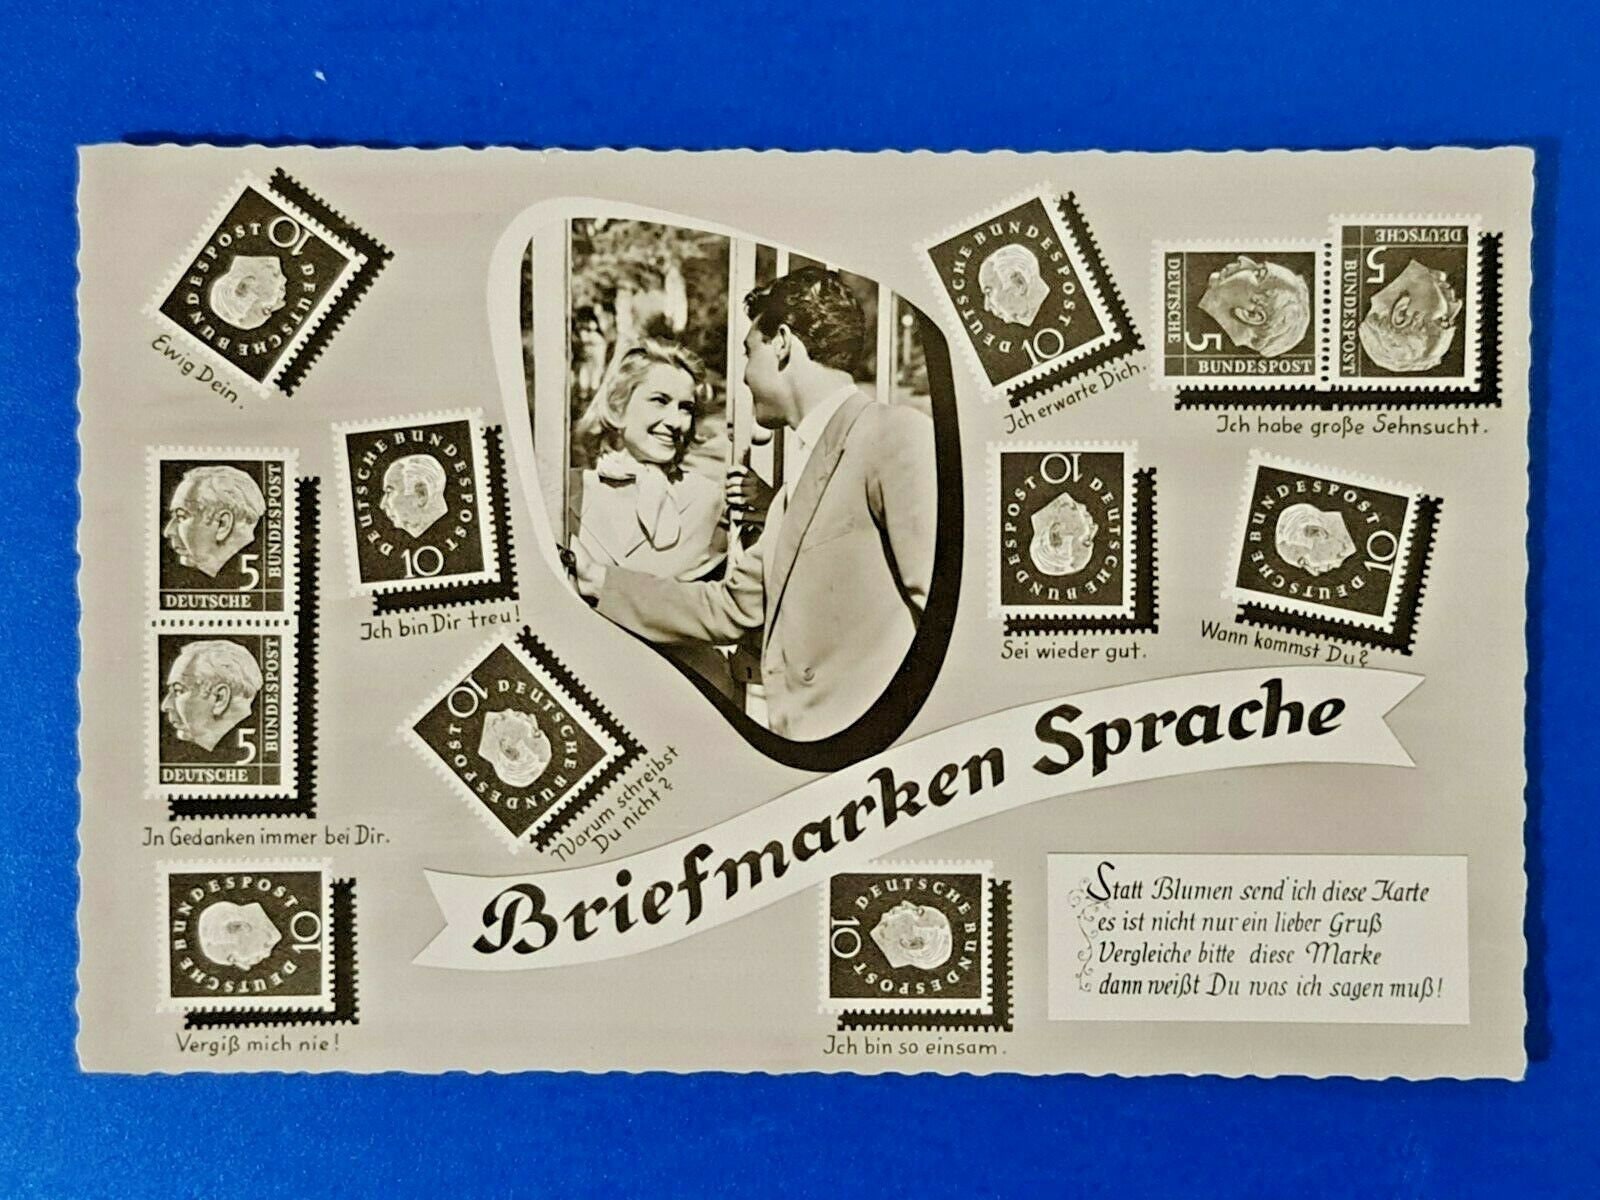 10 DEUTSCHE BUNDESPOST
Ewig Dein.
DEUTSCHE BUNDESPOST 10
Ich erwarte Dich.
5 DEUTSCHE BUNDESPOST
5 DEUTSCHE BUNDESPOST
Ich habe große Sehnsucht.
5 DEUTSCHE BUNDESPOST
5 DEUTSCHE BUNDESPOST
In Gedanken immer bei Dir.
DEUTSCHE BUNDESPOST 10
Ich bin Dir treu!
10 DEUTSCHE BUNDESPOST
Sei wieder gut.
DEUTSCHE BUNDESPOST 10
Wann kommst Du?
10 DEUTSCHE BUNDESPOST
Warum schreibst
Du nicht?
Briefmarken Sprache
DEUTSCHE BUNDESPOST 10
Vergiß mich nie!
10 DEUTSCHE BUNDESPOST
Ich bin so einsam.
Statt Blumen send' ich diese Karte
es ist nicht nur ein lieber Gruß
Vergleiche bitte diese Marke
dann weißt Du was ich sagen muß!